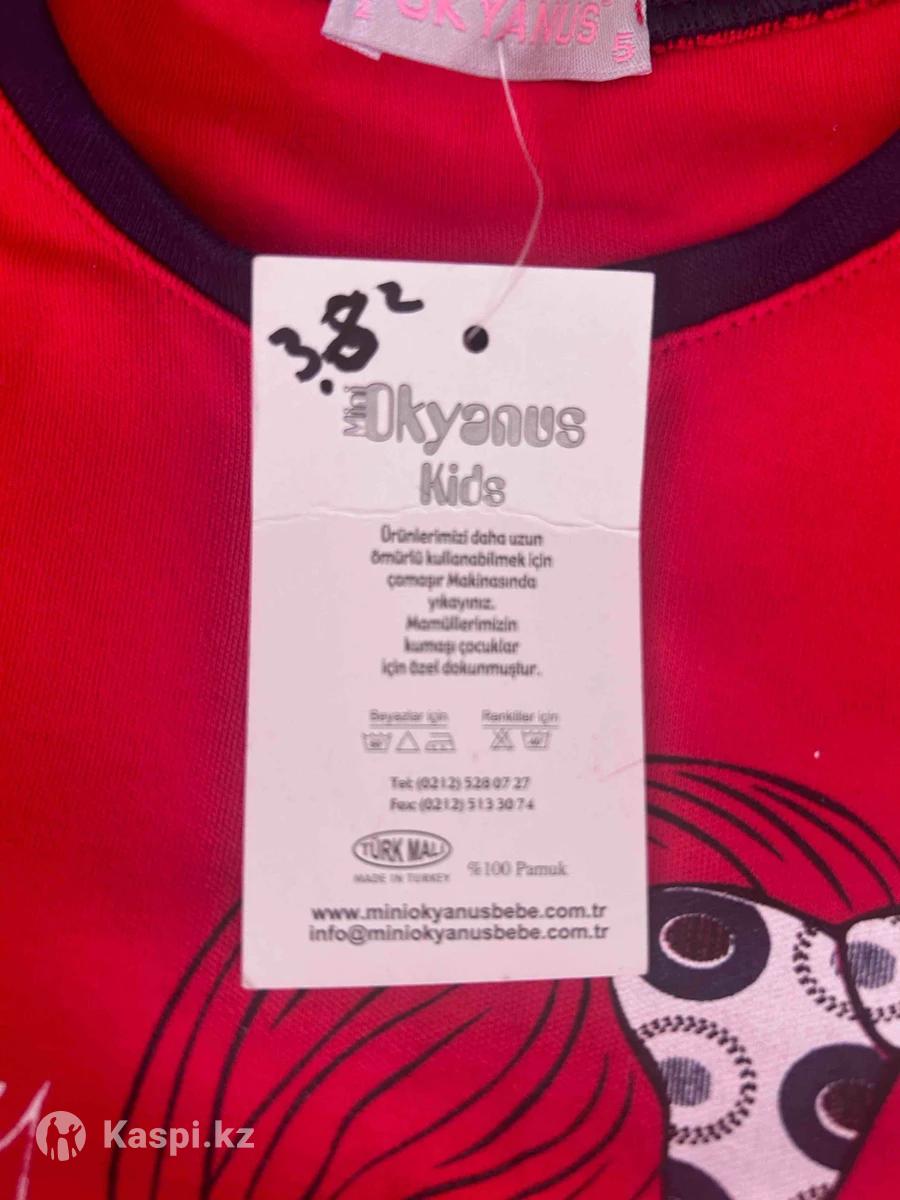 OKYANUS
5
3.8²
Mini Okyanus
Kids
Ürünlerimizi daha uzun
ömürlü kullanabilmek için
çamaşır Makinasında
yıkayınız.
Mamüllerimizin
kumaşı çocuklar
için özel dokunmuştur.
Beyazlar için Renkliler için
Tel: (0212) 528 07 27
Fax: (0212) 513 30 74
TÜRK MALI
MADE IN TURKEY %100 Pamuk
www.miniokyanusbebe.com.tr
info@miniokyanusbebe.com.tr
Kaspi.kz